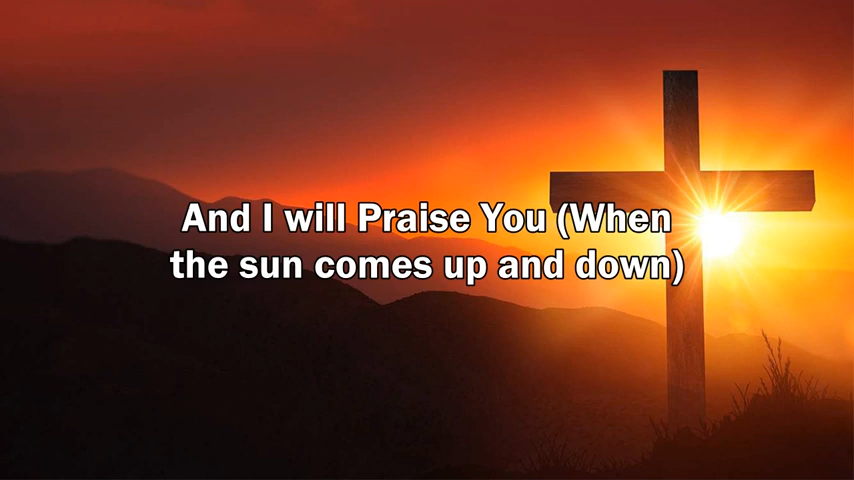 And I will Praise You (When
the sun comes up and down)